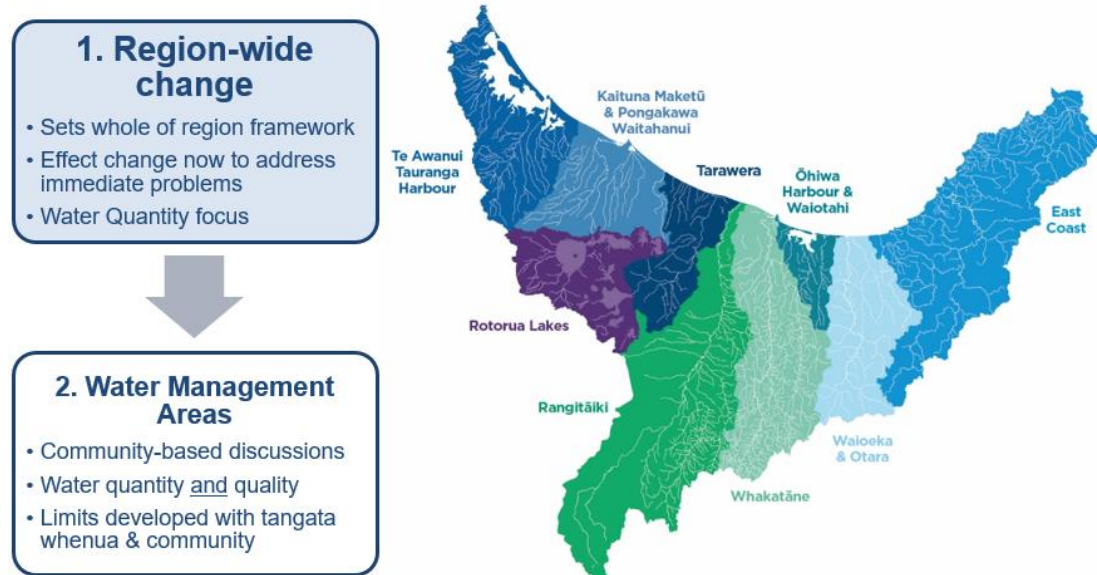 1. Region-wide
change
• Sets whole of region framework
• Effect change now to address
immediate problems
• Water Quantity focus
2. Water Management
Areas
• Community-based discussions
• Water quantity and quality
• Limits developed with tangata
whenua & community
Kaituna Maketū
& Pongakawa
Waitahanui
Te Awanui
Tauranga
Harbour
Tarawera
Ōhiwa
Harbour &
Waiotahi
East
Coast
Rotorua Lakes
Rangitāiki
Waioeka
& Otara
Whakatāne